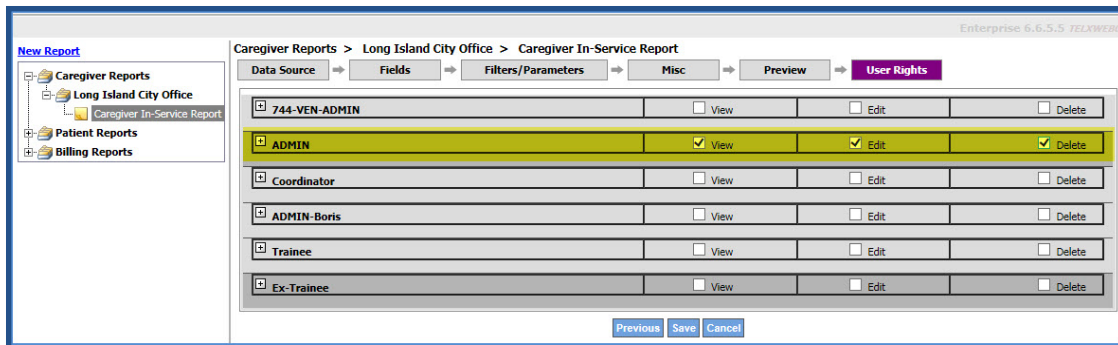 Enterprise 6.6.5.5 TELXWEB
New Report
Caregiver Reports
Long Island City Office
Caregiver In-Service Report
Patient Reports
Billing Reports
Caregiver Reports > Long Island City Office > Caregiver In-Service Report
Data Source Fields Filters/Parameters Misc Preview User Rights
744-VEN-ADMIN View Edit Delete
ADMIN View Edit Delete
Coordinator View Edit Delete
ADMIN-Boris View Edit Delete
Trainee View Edit Delete
Ex-Trainee View Edit Delete
Previous Save Cancel